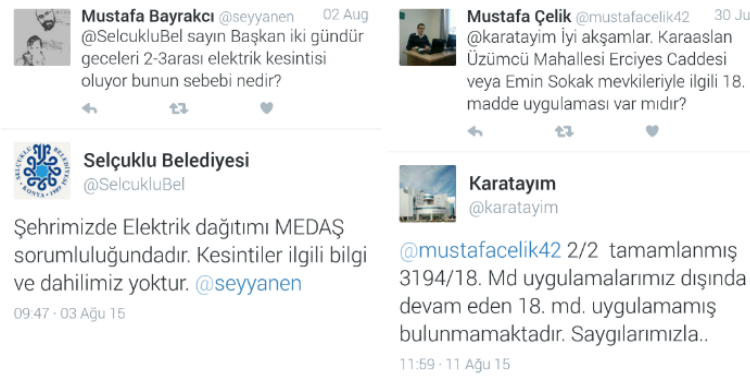 Mustafa Bayrakcı @seyyanen 02 Aug
@SelcukluBel sayın Başkan iki gündür
geceleri 2-3arası elektrik kesintisi
oluyor bunun sebebi nedir?
Selçuklu Belediyesi
@SelcukluBel
Şehrimizde Elektrik dağıtımı MEDAŞ
sorumluluğundadır. Kesintiler ilgili bilgi
ve dahilimiz yoktur. @seyyanen
09:47 · 03 Ağu 15
Mustafa Çelik @mustafacelik42 30 Ju
@karatayim İyi akşamlar. Karaaslan
Üzümcü Mahallesi Erciyes Caddesi
veya Emin Sokak mevkileriyle ilgili 18.
madde uygulaması var mıdır?
Karatayım
@karatayim
@mustafacelik42 2/2 tamamlanmış
3194/18. Md uygulamalarımız dışında
devam eden 18. md. uygulamamış
bulunmamaktadır. Saygılarımızla..
11:59 · 11 Ağu 15